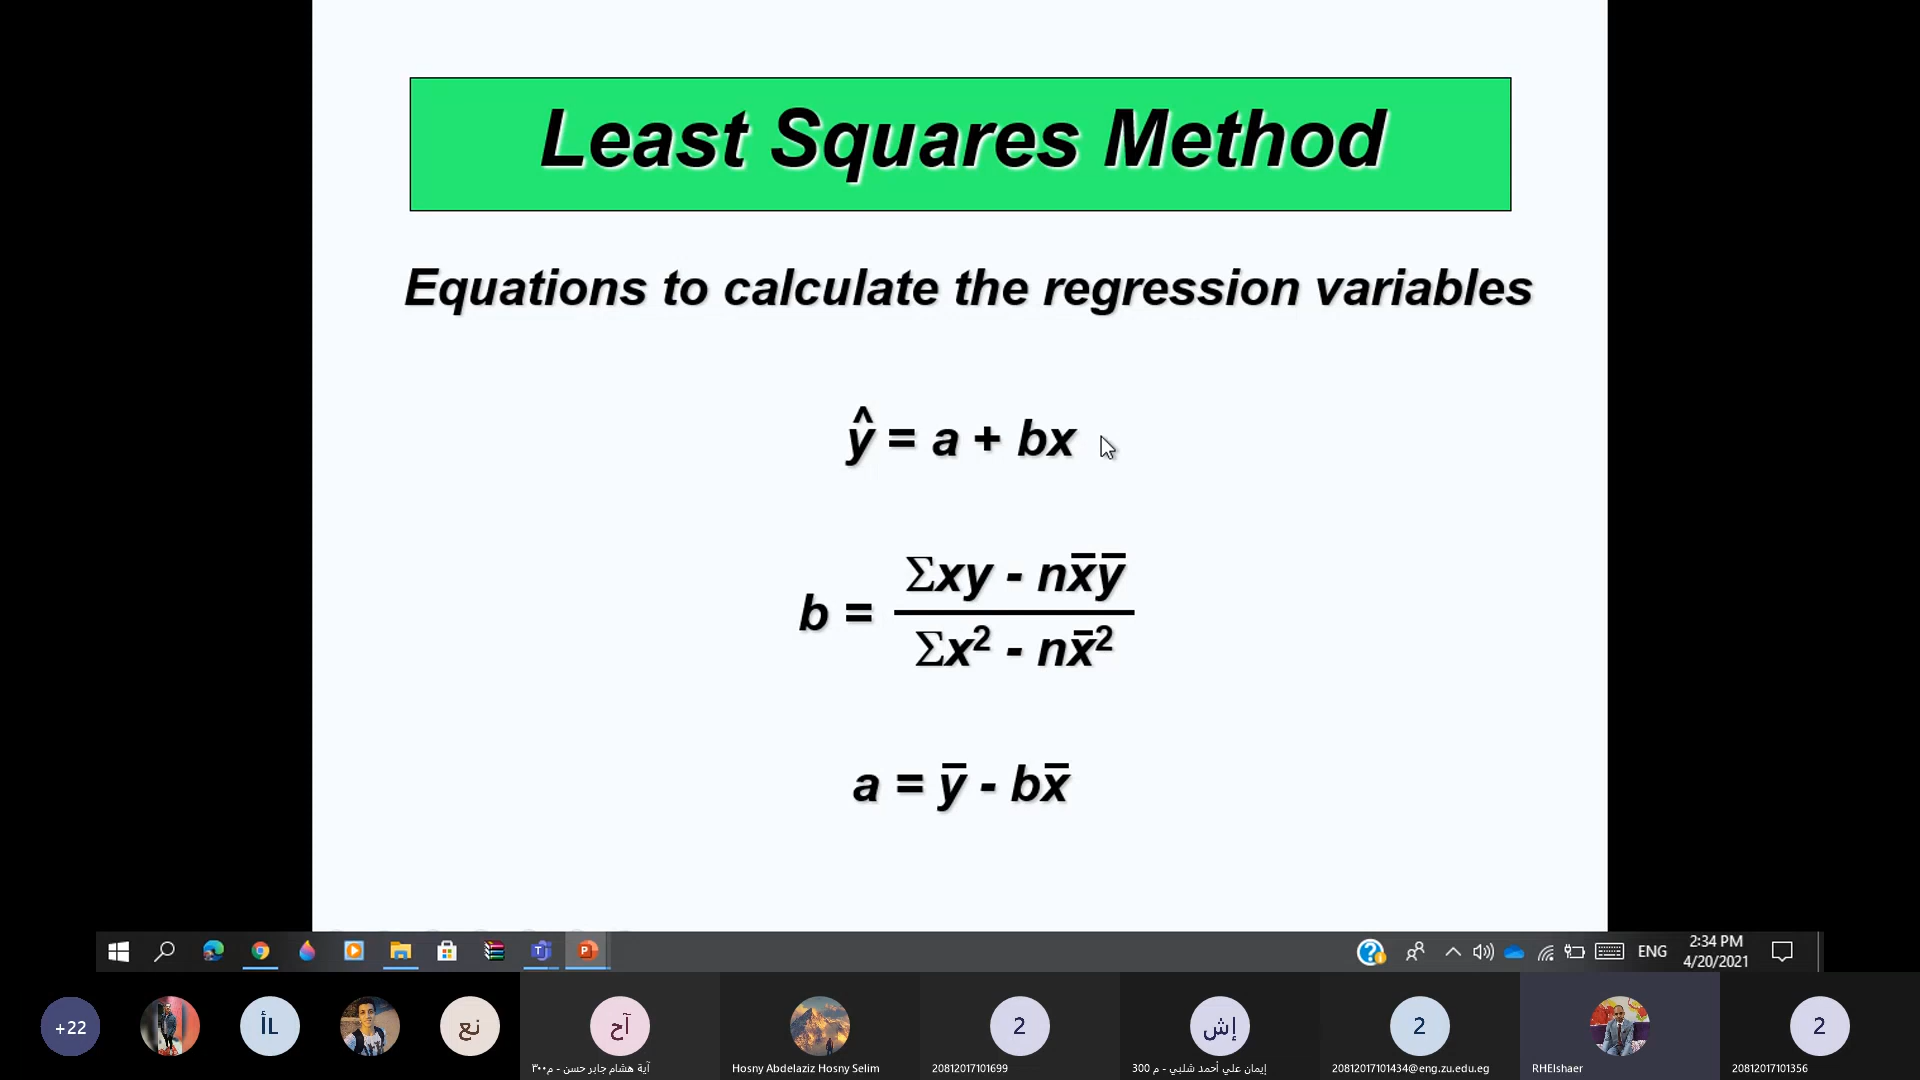 Least Squares Method
Equations to calculate the regression variables
ŷ = a + bx
b = 
Σxy - nx̄ȳ
Σx² - nx̄²
a = ȳ - bx̄
ENG
2:34 PM
4/20/2021
+22
أL
نع
آح
2
إش
2
2
آية هشام جابر حسن - م٣٠٠
Hosny Abdelaziz Hosny Selim
20812017101699
إيمان علي أحمد شلبي - م 300
20812017101434@eng.zu.edu.eg
RHElshaer
20812017101356